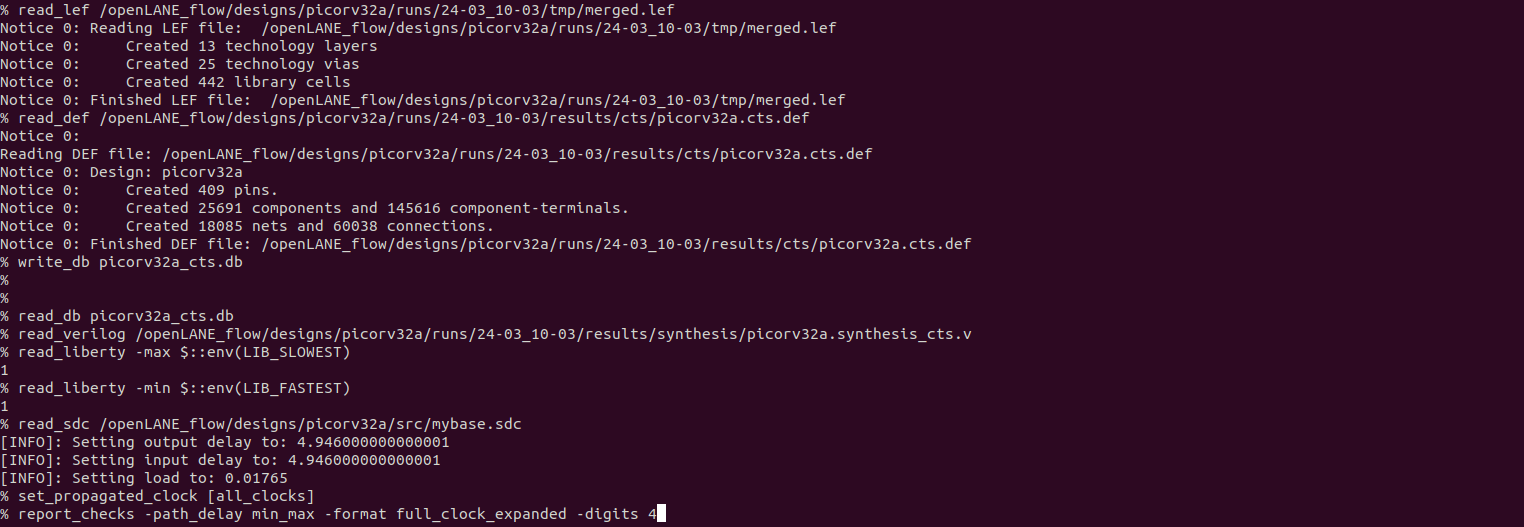 % read_lef /openLANE_flow/designs/picorv32a/runs/24-03_10-03/tmp/merged.lef
Notice 0: Reading LEF file:  /openLANE_flow/designs/picorv32a/runs/24-03_10-03/tmp/merged.lef
Notice 0:     Created 13 technology layers
Notice 0:     Created 25 technology vias
Notice 0:     Created 442 library cells
Notice 0: Finished LEF file:  /openLANE_flow/designs/picorv32a/runs/24-03_10-03/tmp/merged.lef
% read_def /openLANE_flow/designs/picorv32a/runs/24-03_10-03/results/cts/picorv32a.cts.def
Notice 0:
Reading DEF file: /openLANE_flow/designs/picorv32a/runs/24-03_10-03/results/cts/picorv32a.cts.def
Notice 0: Design: picorv32a
Notice 0:     Created 409 pins.
Notice 0:     Created 25691 components and 145616 component-terminals.
Notice 0:     Created 18085 nets and 60038 connections.
Notice 0: Finished DEF file: /openLANE_flow/designs/picorv32a/runs/24-03_10-03/results/cts/picorv32a.cts.def
% write_db picorv32a_cts.db
%
%
% read_db picorv32a_cts.db
% read_verilog /openLANE_flow/designs/picorv32a/runs/24-03_10-03/results/synthesis/picorv32a.synthesis_cts.v
% read_liberty -max $::env(LIB_SLOWEST)
1
% read_liberty -min $::env(LIB_FASTEST)
1
% read_sdc /openLANE_flow/designs/picorv32a/src/mybase.sdc
[INFO]: Setting output delay to: 4.946000000000001
[INFO]: Setting input delay to: 4.946000000000001
[INFO]: Setting load to: 0.01765
% set_propagated_clock [all_clocks]
% report_checks -path_delay min_max -format full_clock_expanded -digits 4